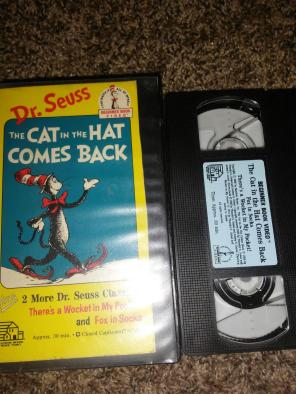 Dr. Seuss
BEGINNER BOOK
VIDEO
THE CAT IN THE HAT
COMES BACK
2 More Dr. Seuss
There's a Wocket in My
and Fox in Socks
Approx. 30 min. • Closed Captioned
BEGINNER BOOK VIDEO
The Cat in the Hat Comes Back
Fox in Socks
There's a Wocket in My Pocket!